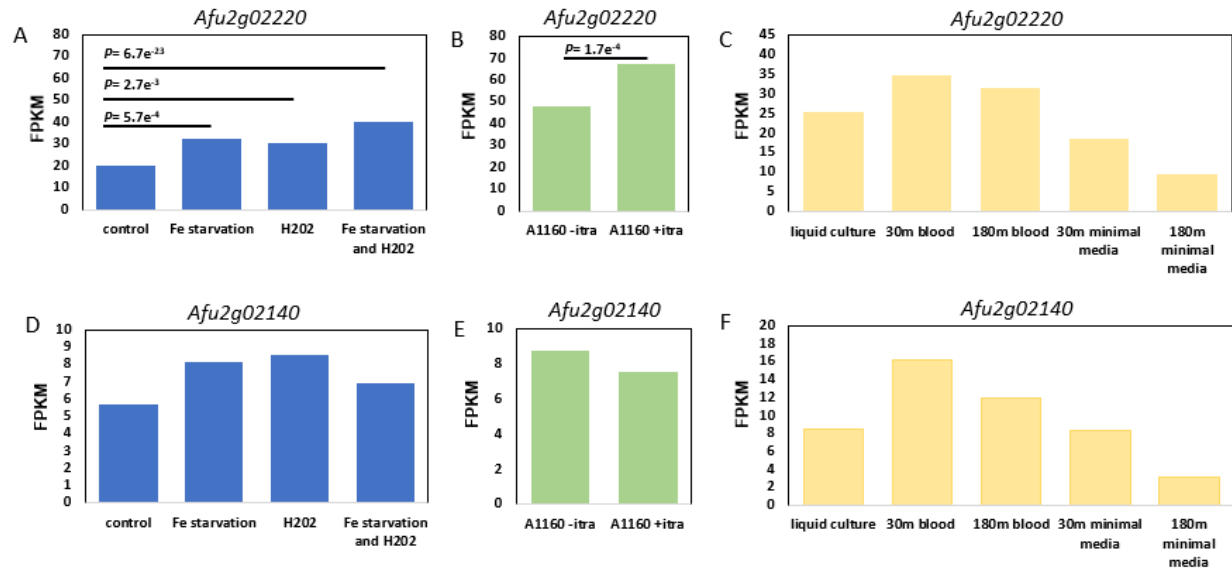 A
Afu2g02220
80
70
60
50
40
30
20
10
0
FPKM
P= 6.7e-23
P= 2.7e-3
P= 5.7e-4
control
Fe starvation
H202
Fe starvation
and H202
B
Afu2g02220
80
70
60
50
40
30
20
10
0
FPKM
P= 1.7e-4
A1160 -itra
A1160 +itra
C
Afu2g02220
45
40
35
30
25
20
15
10
5
0
FPKM
liquid culture
30m blood
180m blood
30m minimal
media
180m
minimal
media
D
Afu2g02140
10
9
8
7
6
5
4
3
2
1
0
FPKM
control
Fe starvation
H202
Fe starvation
and H202
E
Afu2g02140
10
8
6
4
2
0
FPKM
A1160 -itra
A1160 +itra
F
Afu2g02140
20
18
16
14
12
10
8
6
4
2
0
FPKM
liquid culture
30m blood
180m blood
30m minimal
media
180m
minimal
media